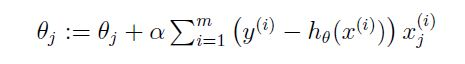 θ_j := θ_j + α ∑_{i=1}^{m} (y^{(i)} − h_θ(x^{(i)})) x_j^{(i)}